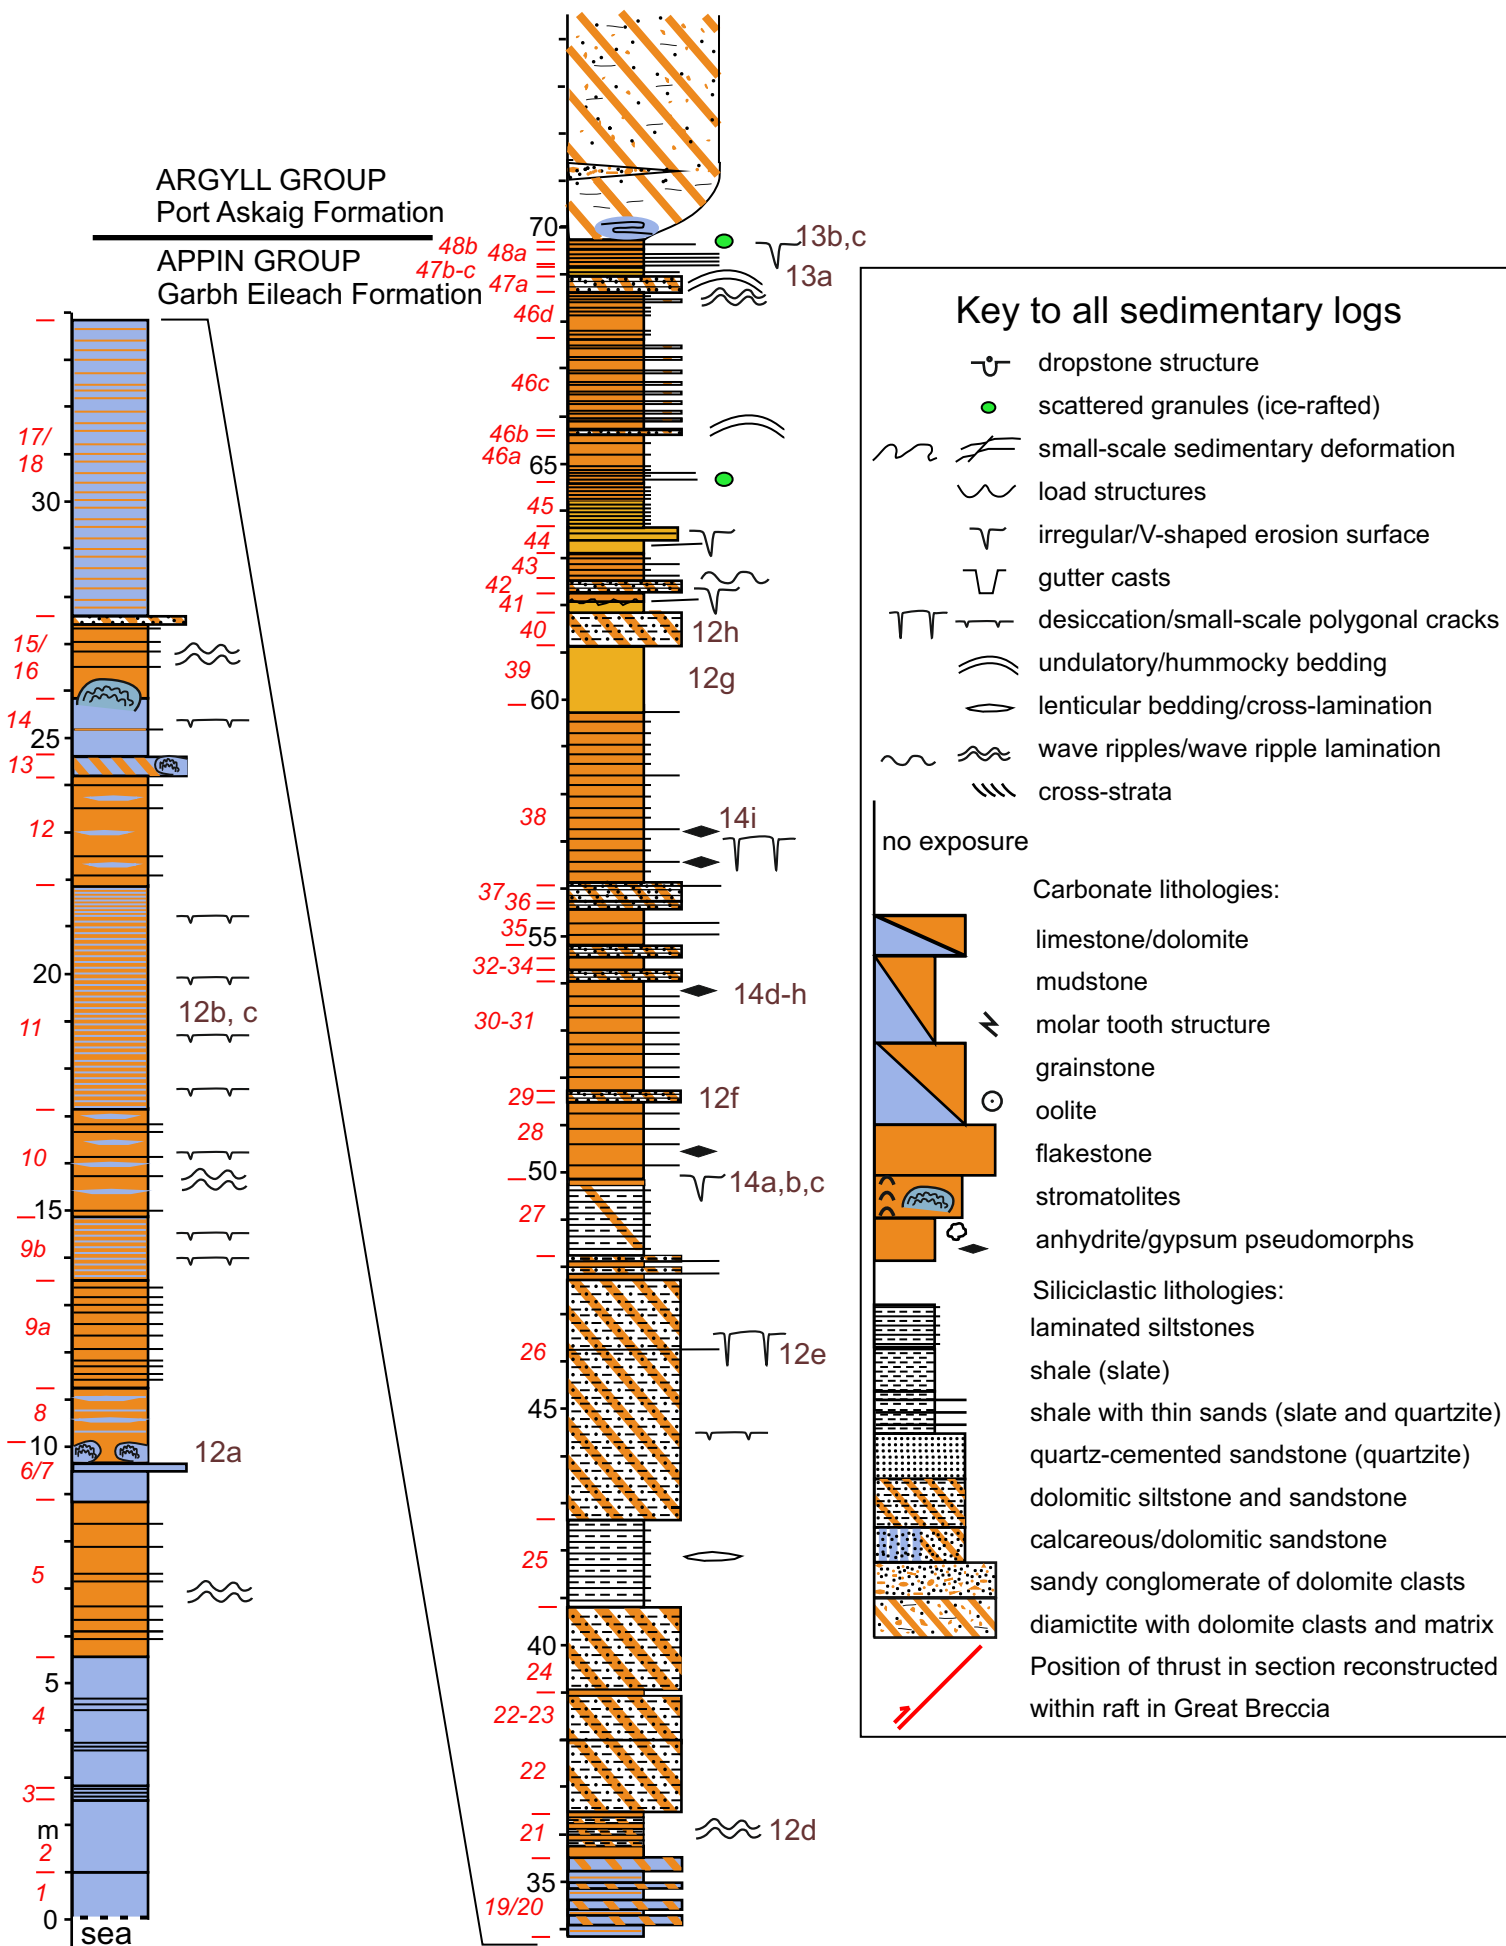 ARGYLL GROUP
Port Askaig Formation
APPIN GROUP
Garbh Eileach Formation
17/
18
30
15/
16
14
25
13
12
20
11
12b, c
10
15
9b
9a
8
10
12a
6/7
5
5
4
3
m
2
1
0
sea
70
48b
48a
13b,c
47b-c
13a
47a
46d
46c
46b
46a
65
45
44
43
42
41
40
12h
39
12g
60
38
14i
37
36
35
55
32-34
14d-h
30-31
29
12f
28
50
14a,b,c
27
26
12e
45
25
40
24
22-23
22
21
12d
35
19/20
Key to all sedimentary logs
dropstone structure
scattered granules (ice-rafted)
small-scale sedimentary deformation
load structures
irregular/V-shaped erosion surface
gutter casts
desiccation/small-scale polygonal cracks
undulatory/hummocky bedding
lenticular bedding/cross-lamination
wave ripples/wave ripple lamination
cross-strata
no exposure
Carbonate lithologies:
limestone/dolomite
mudstone
molar tooth structure
grainstone
oolite
flakestone
stromatolites
anhydrite/gypsum pseudomorphs
Siliciclastic lithologies:
laminated siltstones
shale (slate)
shale with thin sands (slate and quartzite)
quartz-cemented sandstone (quartzite)
dolomitic siltstone and sandstone
calcareous/dolomitic sandstone
sandy conglomerate of dolomite clasts
diamictite with dolomite clasts and matrix
Position of thrust in section reconstructed
within raft in Great Breccia